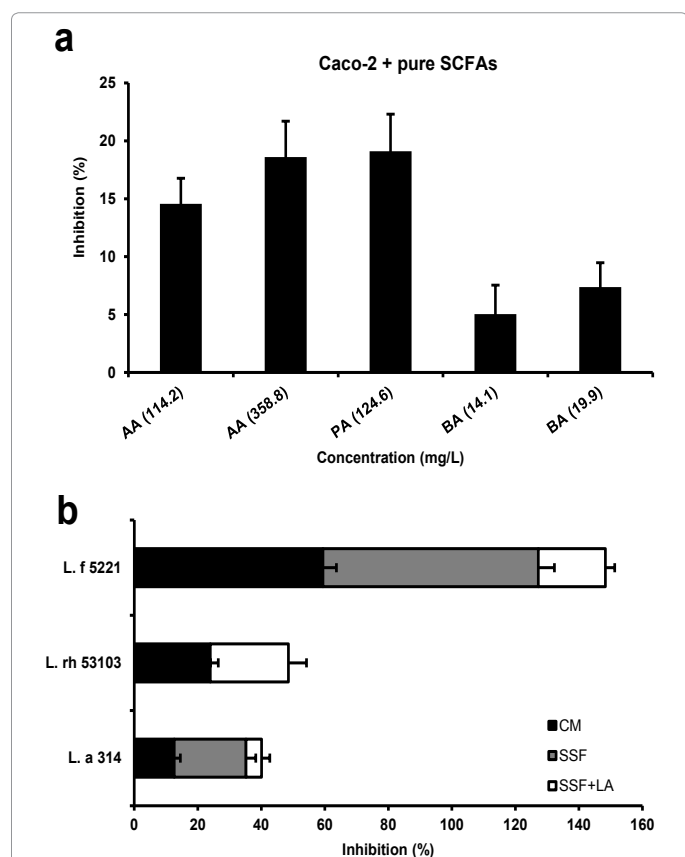 a
Caco-2 + pure SCFAs
25
20
15
10
5
0
Inhibition (%)
AA (114.2)
AA (358.8)
PA (124.6)
BA (14.1)
BA (19.9)
Concentration (mg/L)
b
L. f 5221
L. rh 53103
L. a 314
CM
SSF
SSF+LA
0 20 40 60 80 100 120 140 160
Inhibition (%)